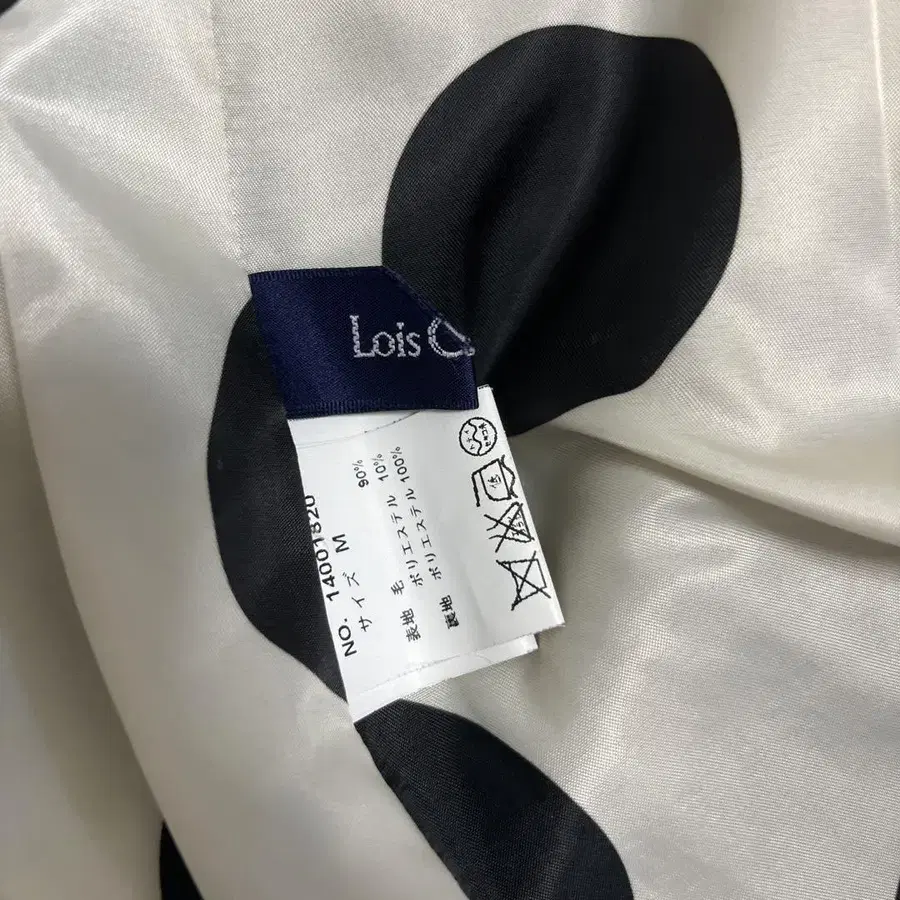 Lois C
NO. 14001820
サイズ M
表地 毛 90%
ポリエステル 10%
裏地 ポリエステル 100%
低